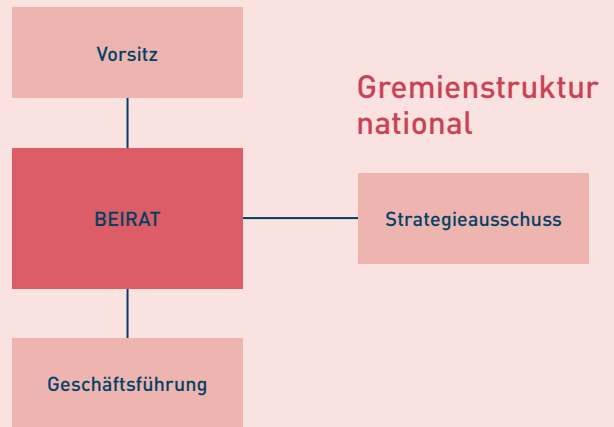 Vorsitz
Gremienstruktur
national
BEIRAT
Strategieausschuss
Geschäftsführung